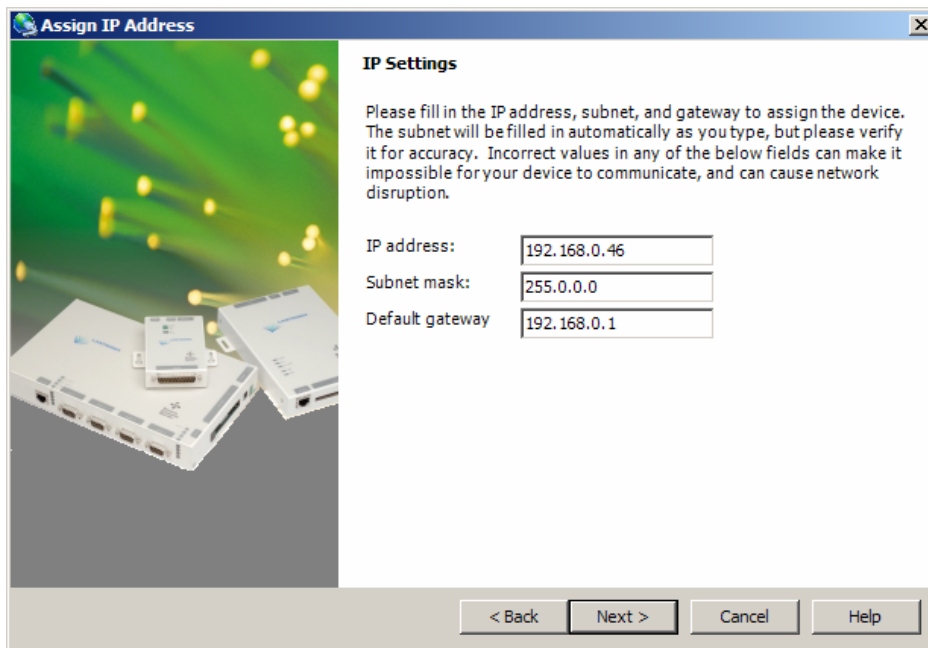 Assign IP Address
IP Settings
Please fill in the IP address, subnet, and gateway to assign the device.
The subnet will be filled in automatically as you type, but please verify
it for accuracy. Incorrect values in any of the below fields can make it
impossible for your device to communicate, and can cause network
disruption.
IP address: 192.168.0.46
Subnet mask: 255.0.0.0
Default gateway 192.168.0.1
< Back Next > Cancel Help